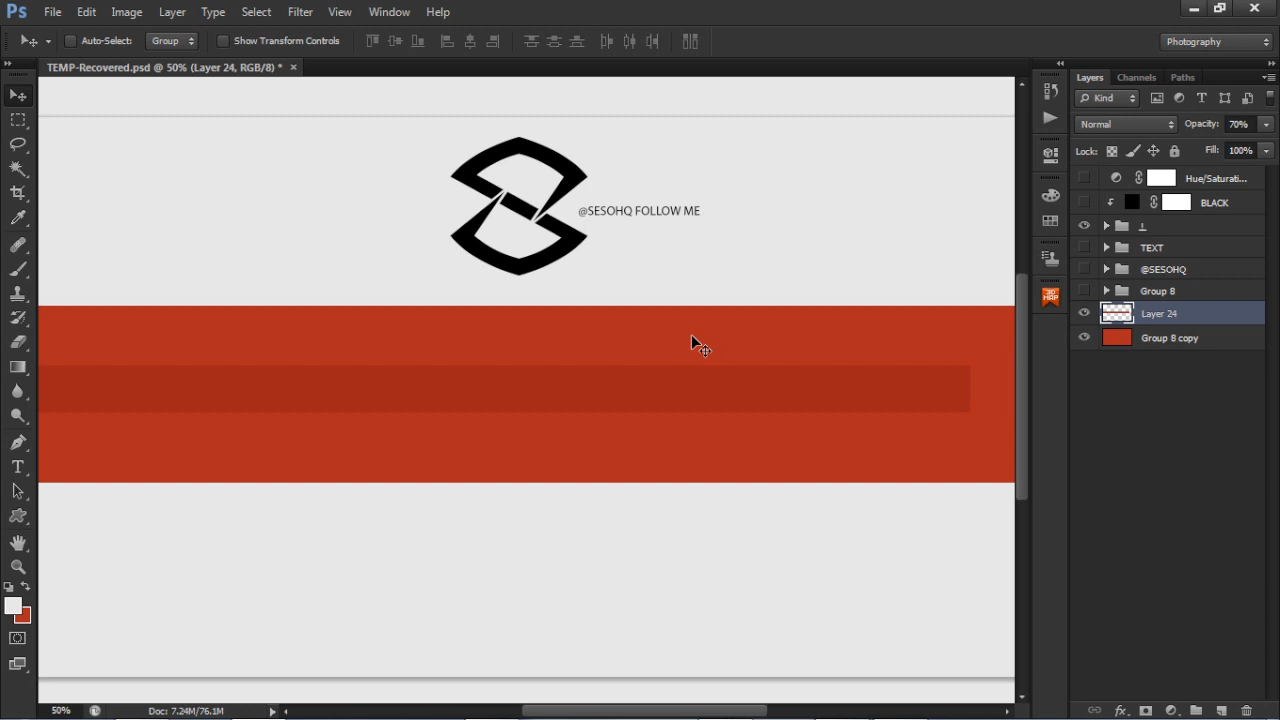 Ps File Edit Image Layer Type Select Filter View Window Help
Auto-Select: Group Show Transform Controls Photography
TEMP-Recovered.psd @ 50% (Layer 24, RGB/8) *
Layers Channels Paths
Kind
Normal Opacity: 70%
Lock: Fill: 100%
Hue/Saturati...
BLACK
@SESOHQ FOLLOW ME
TEXT
@SESOHQ
Group 8
3D MAP
Layer 24
Group 8 copy
50% Doc: 7.24M/76.1M